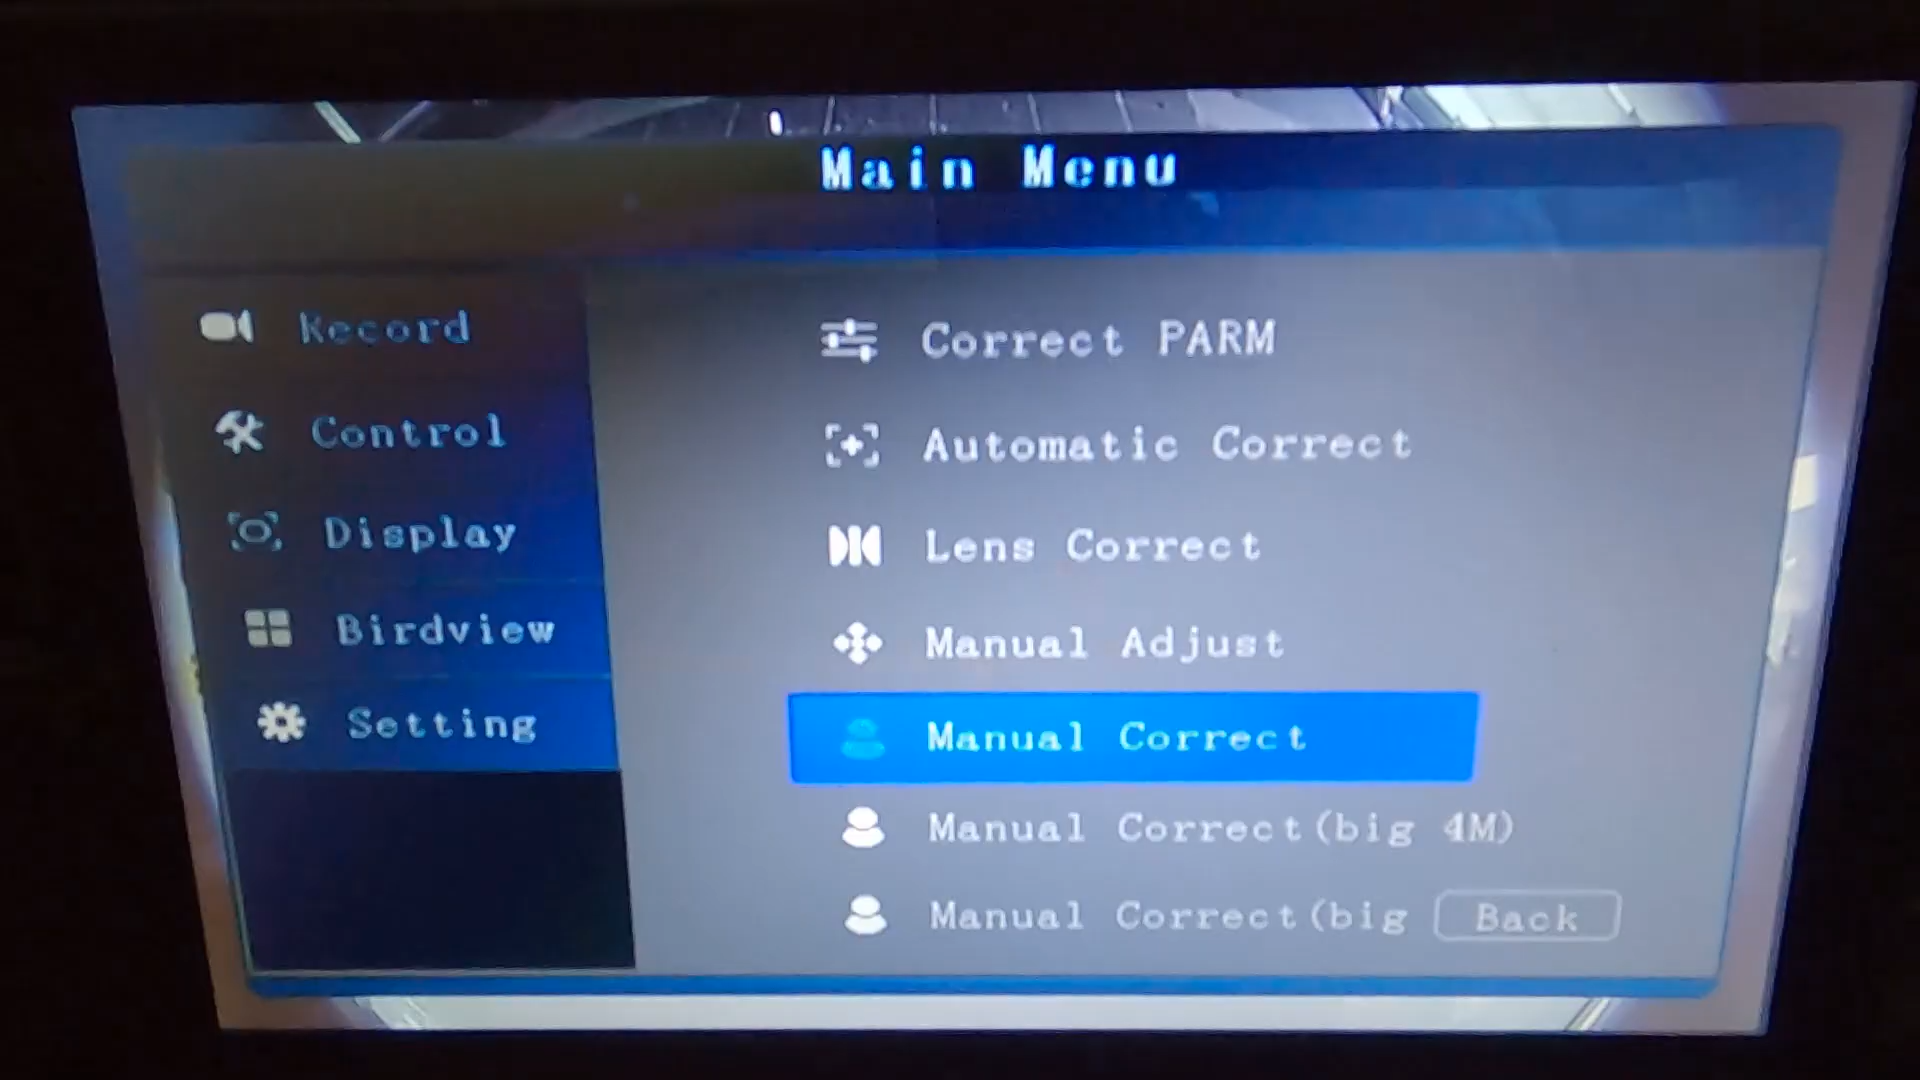 Main Menu
Record
Control
Display
Birdview
Setting
Correct PARM
Automatic Correct
Lens Correct
Manual Adjust
Manual Correct
Manual Correct(big 4M)
Manual Correct(big
Back